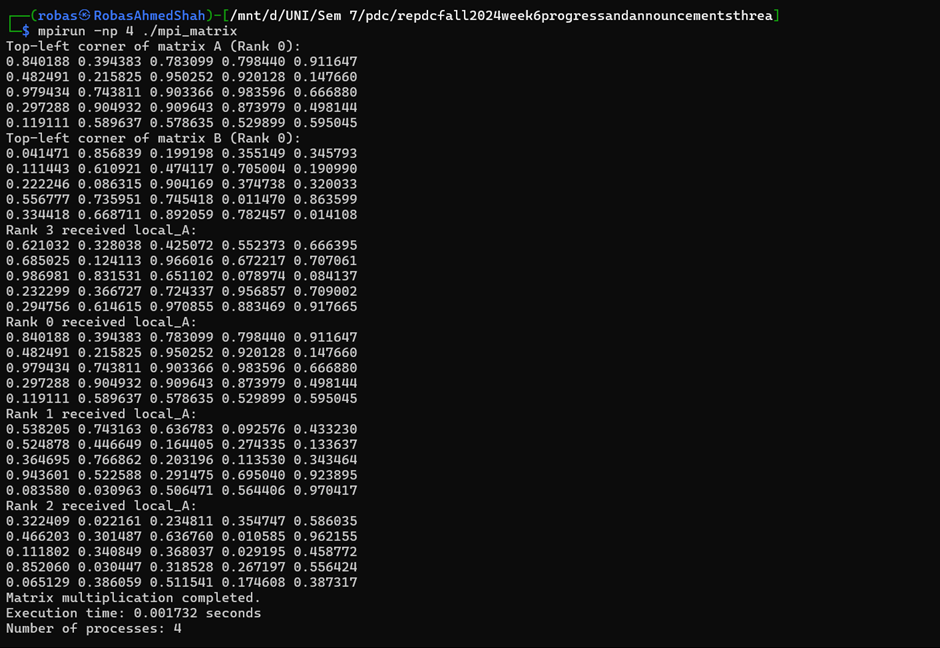 ┌──(robas㉿RobasAhmedShah)-[/mnt/d/UNI/Sem 7/pdc/repdcfall2024week6progressandannouncementsthrea]
└─$ mpirun -np 4 ./mpi_matrix
Top-left corner of matrix A (Rank 0):
0.840188 0.394383 0.783099 0.798440 0.911647
0.482491 0.215825 0.950252 0.920128 0.147660
0.979434 0.743811 0.903366 0.983596 0.666880
0.297288 0.904932 0.909643 0.873979 0.498144
0.119111 0.589637 0.578635 0.529899 0.595045
Top-left corner of matrix B (Rank 0):
0.041471 0.856839 0.199198 0.355149 0.345793
0.111443 0.610921 0.474117 0.705004 0.190990
0.222246 0.086315 0.904169 0.374738 0.320033
0.556777 0.735951 0.745418 0.011470 0.863599
0.334418 0.668711 0.892059 0.782457 0.014108
Rank 3 received local_A:
0.621032 0.328038 0.425072 0.552373 0.666395
0.685025 0.124113 0.966016 0.672217 0.707061
0.986981 0.831531 0.651102 0.078974 0.084137
0.232299 0.366727 0.724337 0.956857 0.709002
0.294756 0.614615 0.970855 0.883469 0.917665
Rank 0 received local_A:
0.840188 0.394383 0.783099 0.798440 0.911647
0.482491 0.215825 0.950252 0.920128 0.147660
0.979434 0.743811 0.903366 0.983596 0.666880
0.297288 0.904932 0.909643 0.873979 0.498144
0.119111 0.589637 0.578635 0.529899 0.595045
Rank 1 received local_A:
0.538205 0.743163 0.636783 0.092576 0.433230
0.524878 0.446649 0.164405 0.274335 0.133637
0.364695 0.766862 0.203196 0.113530 0.343464
0.943601 0.522588 0.291475 0.695040 0.923895
0.083580 0.030963 0.506471 0.564406 0.970417
Rank 2 received local_A:
0.322409 0.022161 0.234811 0.354747 0.586035
0.466203 0.301487 0.636760 0.010585 0.962155
0.111802 0.340849 0.368037 0.029195 0.458772
0.852060 0.030447 0.318528 0.267197 0.556424
0.065129 0.386059 0.511541 0.174608 0.387317
Matrix multiplication completed.
Execution time: 0.001732 seconds
Number of processes: 4